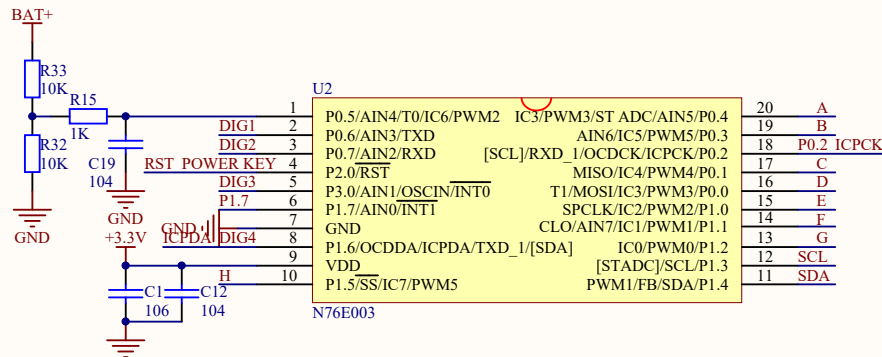 BAT+
R33
10K
R15
1K
R32
10K
C19
104
GND
GND
+3.3V
C1
106
C12
104
U2
N76E003
DIG1
DIG2
RST POWER KEY
DIG3
P1.7
GND
ICPDA DIG4
H
1 P0.5/AIN4/T0/IC6/PWM2
2 P0.6/AIN3/TXD
3 P0.7/AIN2/RXD
4 P2.0/RST
5 P3.0/AIN1/OSCIN/INT0
6 P1.7/AIN0/INT1
7 GND
8 P1.6/OCDDA/ICPDA/TXD_1/[SDA]
9 VDD
10 P1.5/SS/IC7/PWM5
IC3/PWM3/ST ADC/AIN5/P0.4 20 A
AIN6/IC5/PWM5/P0.3 19 B
[SCL]/RXD_1/OCDCK/ICPCK/P0.2 18 P0.2 ICPCK
MISO/IC4/PWM4/P0.1 17 C
T1/MOSI/IC3/PWM3/P0.0 16 D
SPCLK/IC2/PWM2/P1.0 15 E
CLO/AIN7/IC1/PWM1/P1.1 14 F
IC0/PWM0/P1.2 13 G
[STADC]/SCL/P1.3 12 SCL
PWM1/FB/SDA/P1.4 11 SDA